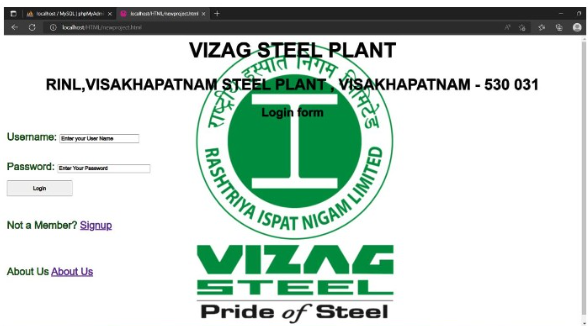 localhost / MySQL | phpMyAdmin
localhost/HTML/newproject.html
localhost/HTML/newproject.html
VIZAG STEEL PLANT
RINL,VISAKHAPATNAM STEEL PLANT , VISAKHAPATNAM - 530 031
राष्ट्रीय इस्पात निगम लिमिटेड
Login form
Username: Enter your User Name
Password: Enter Your Password
Login
RASHTRIYA ISPAT NIGAM LIMITED
Not a Member? Signup
About Us About Us
VIZAG
STEEL
Pride of Steel